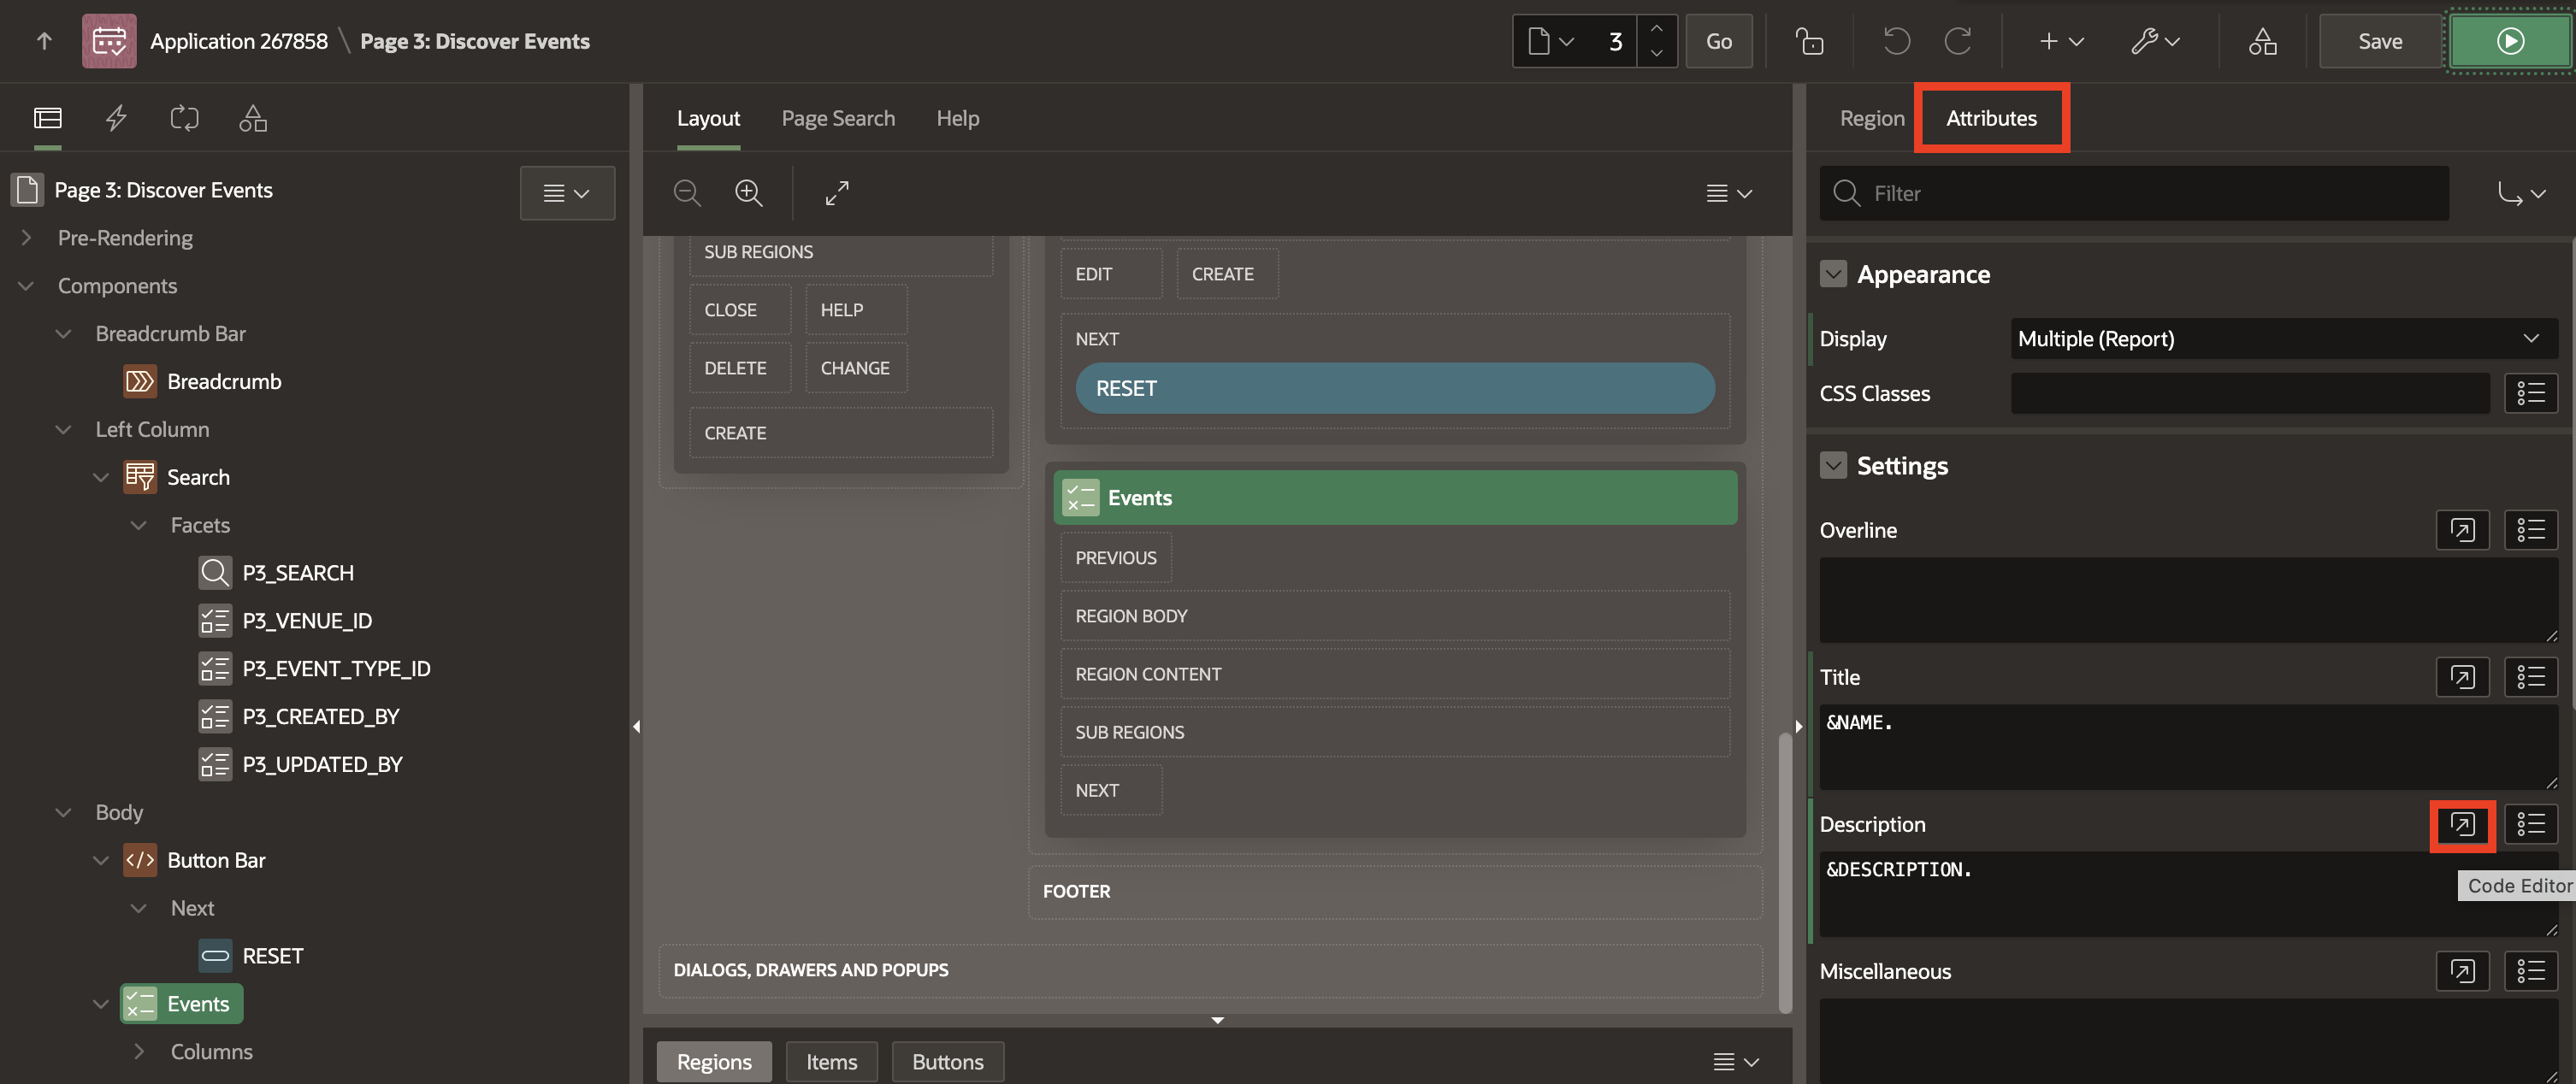 Application 267858 \ Page 3: Discover Events
3
Go
Save
Layout
Page Search
Help
Region
Attributes
Page 3: Discover Events
Filter
Pre-Rendering
Components
Breadcrumb Bar
Breadcrumb
Left Column
Search
Facets
P3_SEARCH
P3_VENUE_ID
P3_EVENT_TYPE_ID
P3_CREATED_BY
P3_UPDATED_BY
Body
Button Bar
Next
RESET
Events
Columns
SUB REGIONS
CLOSE
HELP
DELETE
CHANGE
CREATE
EDIT
CREATE
NEXT
RESET
Events
PREVIOUS
REGION BODY
REGION CONTENT
SUB REGIONS
NEXT
FOOTER
DIALOGS, DRAWERS AND POPUPS
Regions
Items
Buttons
Appearance
Display
Multiple (Report)
CSS Classes
Settings
Overline
Title
&NAME.
Description
&DESCRIPTION.
Code Editor
Miscellaneous